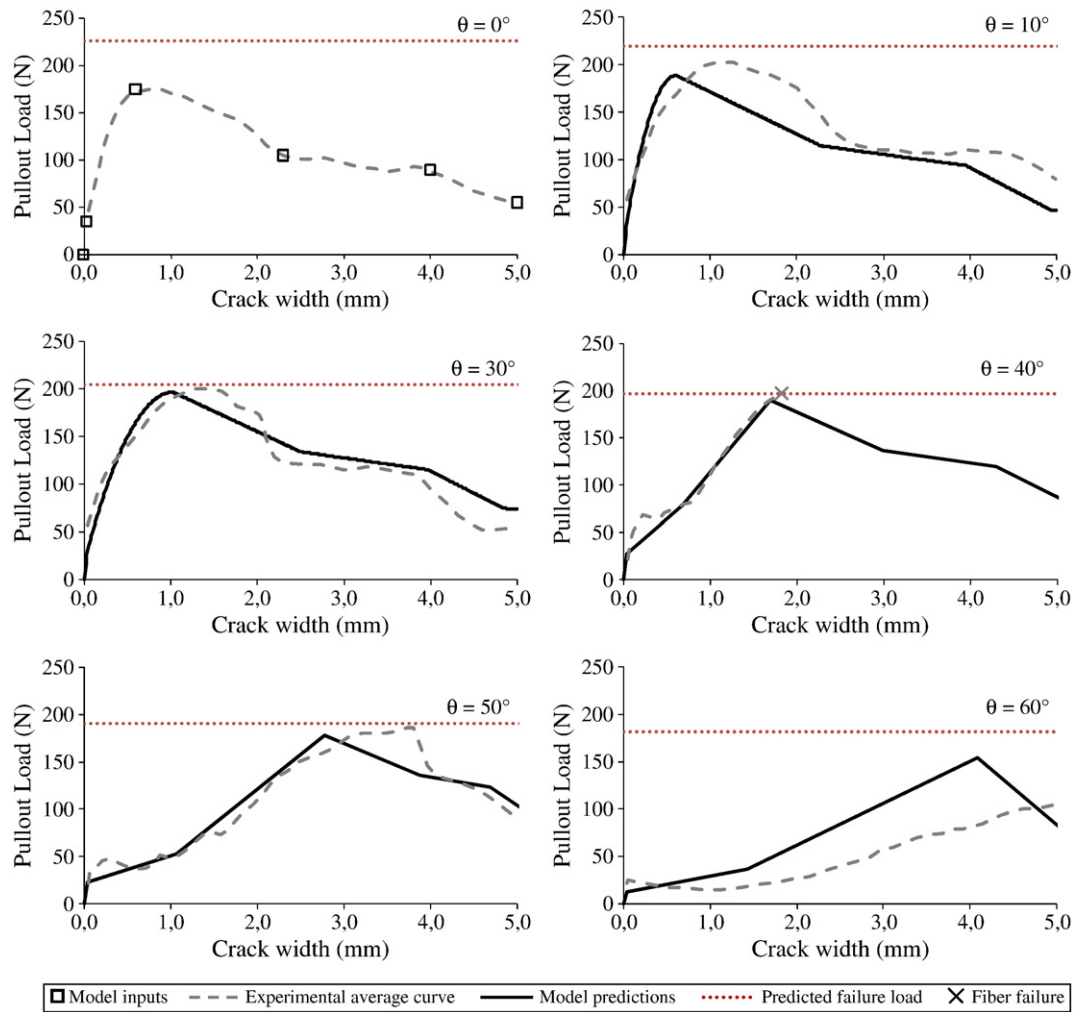 250
200
150
100
50
0
Pullout Load (N)
θ = 0°
0,0 1,0 2,0 3,0 4,0 5,0
Crack width (mm)
250
200
150
100
50
0
Pullout Load (N)
θ = 10°
0,0 1,0 2,0 3,0 4,0 5,0
Crack width (mm)
250
200
150
100
50
0
Pullout Load (N)
θ = 30°
0,0 1,0 2,0 3,0 4,0 5,0
Crack width (mm)
250
200
150
100
50
0
Pullout Load (N)
θ = 40°
0,0 1,0 2,0 3,0 4,0 5,0
Crack width (mm)
250
200
150
100
50
0
Pullout Load (N)
θ = 50°
0,0 1,0 2,0 3,0 4,0 5,0
Crack width (mm)
250
200
150
100
50
0
Pullout Load (N)
θ = 60°
0,0 1,0 2,0 3,0 4,0 5,0
Crack width (mm)
Model inputs Experimental average curve Model predictions Predicted failure load Fiber failure